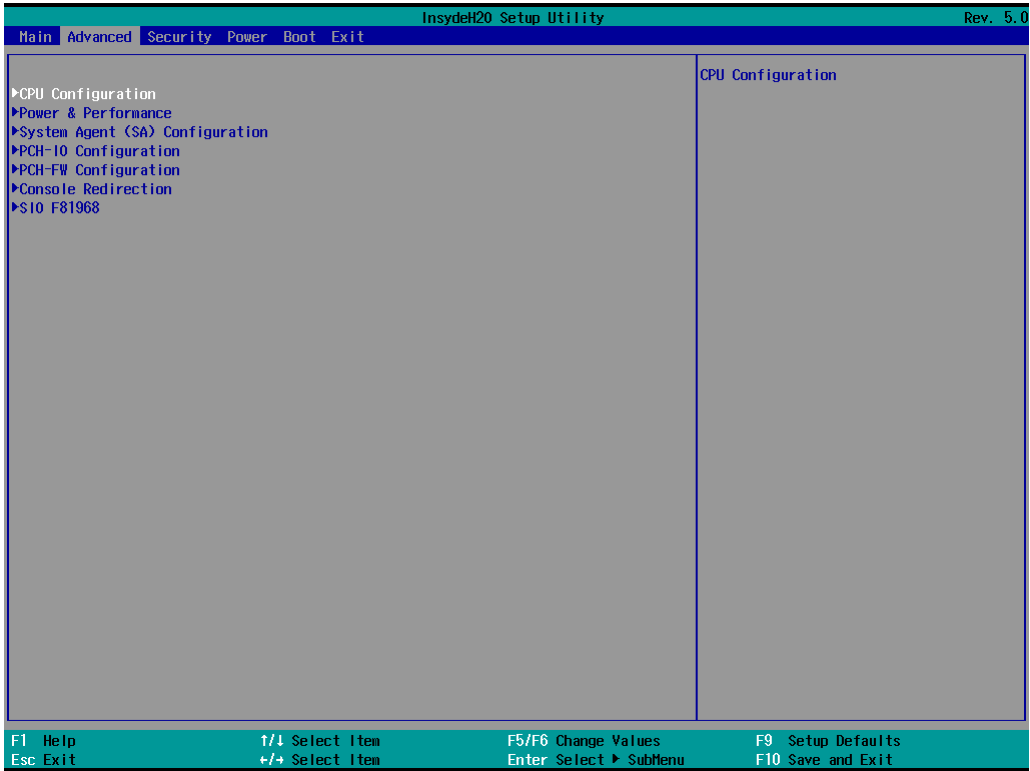 InsydeH20 Setup Utility Rev. 5.0
Main Advanced Security Power Boot Exit
▶CPU Configuration
▶Power & Performance
▶System Agent (SA) Configuration
▶PCH-IO Configuration
▶PCH-FW Configuration
▶Console Redirection
▶SIO F81968
CPU Configuration
F1 Help ↑/↓ Select Item F5/F6 Change Values F9 Setup Defaults
Esc Exit ←/→ Select Item Enter Select ▶ SubMenu F10 Save and Exit